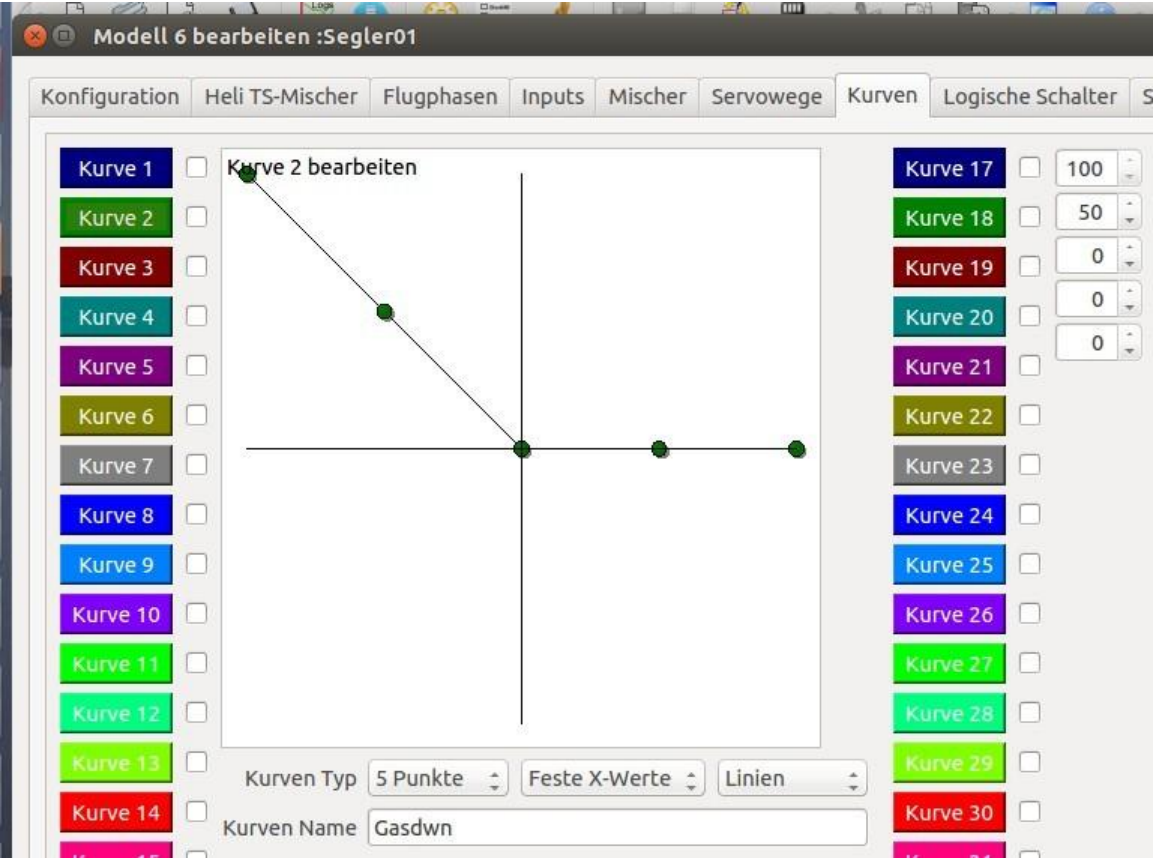 Modell 6 bearbeiten :Segler01
Konfiguration Heli TS-Mischer Flugphasen Inputs Mischer Servowege Kurven Logische Schalter S
Kurve 2 bearbeiten
Kurve 1
Kurve 2
Kurve 3
Kurve 4
Kurve 5
Kurve 6
Kurve 7
Kurve 8
Kurve 9
Kurve 10
Kurve 11
Kurve 12
Kurve 13
Kurve 14
Kurven Typ 5 Punkte Feste X-Werte Linien
Kurven Name Gasdwn
Kurve 17 100
Kurve 18 50
Kurve 19 0
Kurve 20 0
Kurve 21 0
Kurve 22
Kurve 23
Kurve 24
Kurve 25
Kurve 26
Kurve 27
Kurve 28
Kurve 29
Kurve 30